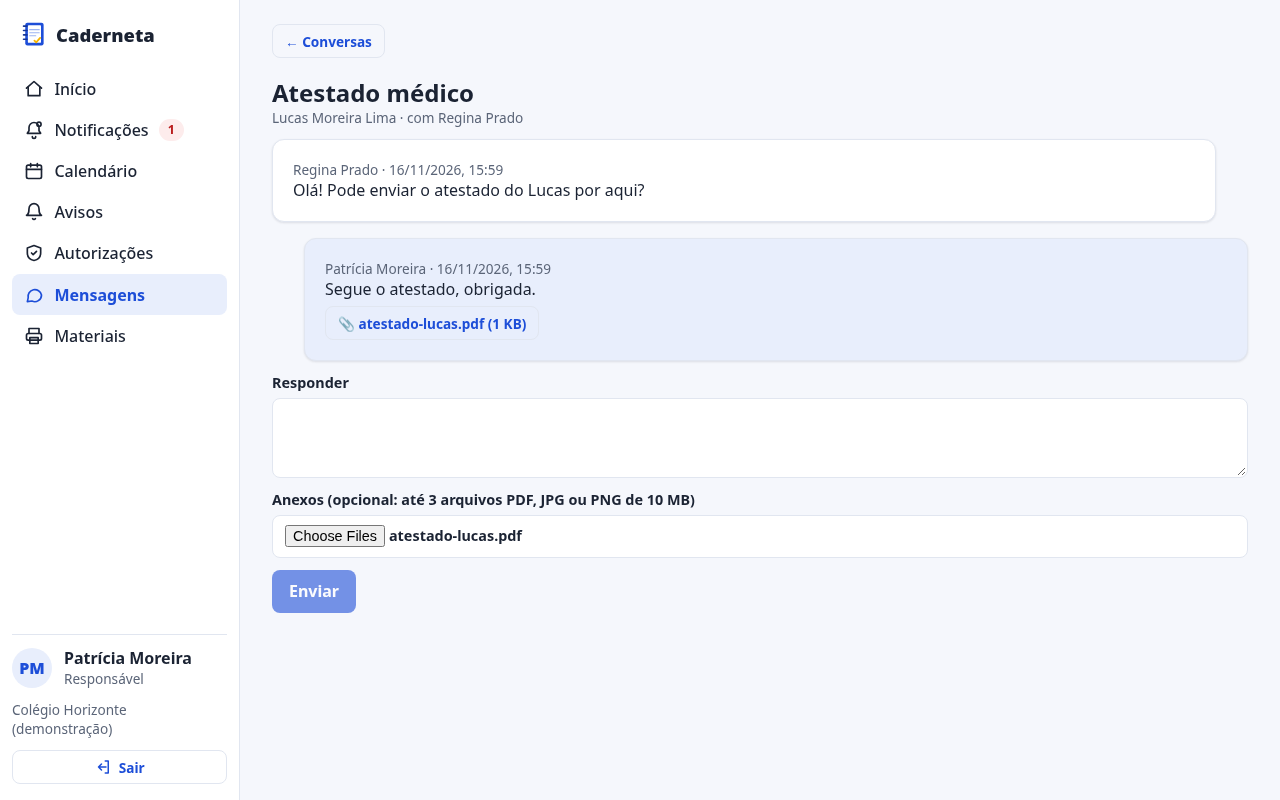 Caderneta
Início
Notificações 1
Calendário
Avisos
Autorizações
Mensagens
Materiais
Patrícia Moreira
PM
Responsável
Colégio Horizonte
(demonstração)
Sair
← Conversas
Atestado médico
Lucas Moreira Lima · com Regina Prado
Regina Prado · 16/11/2026, 15:59
Olá! Pode enviar o atestado do Lucas por aqui?
Patrícia Moreira · 16/11/2026, 15:59
Segue o atestado, obrigada.
📎 atestado-lucas.pdf (1 KB)
Responder
Anexos (opcional: até 3 arquivos PDF, JPG ou PNG de 10 MB)
Choose Files atestado-lucas.pdf
Enviar